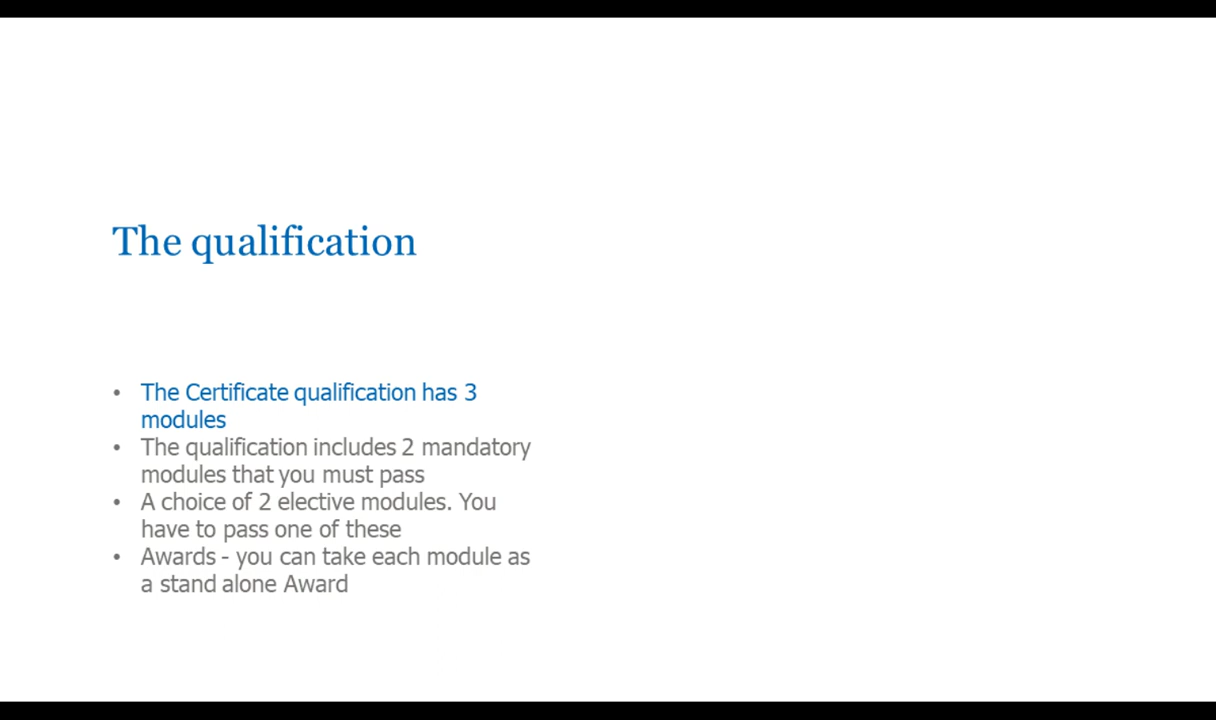 The qualification
• The Certificate qualification has 3
modules
• The qualification includes 2 mandatory
modules that you must pass
• A choice of 2 elective modules. You
have to pass one of these
• Awards - you can take each module as
a stand alone Award